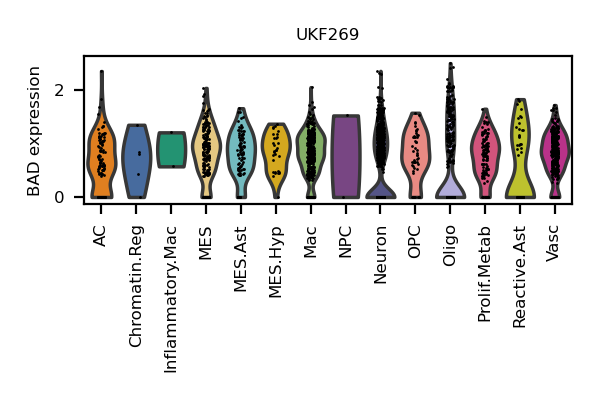 UKF269
BAD expression
2
0
AC
Chromatin.Reg
Inflammatory.Mac
MES
MES.Ast
MES.Hyp
Mac
NPC
Neuron
OPC
Oligo
Prolif.Metab
Reactive.Ast
Vasc